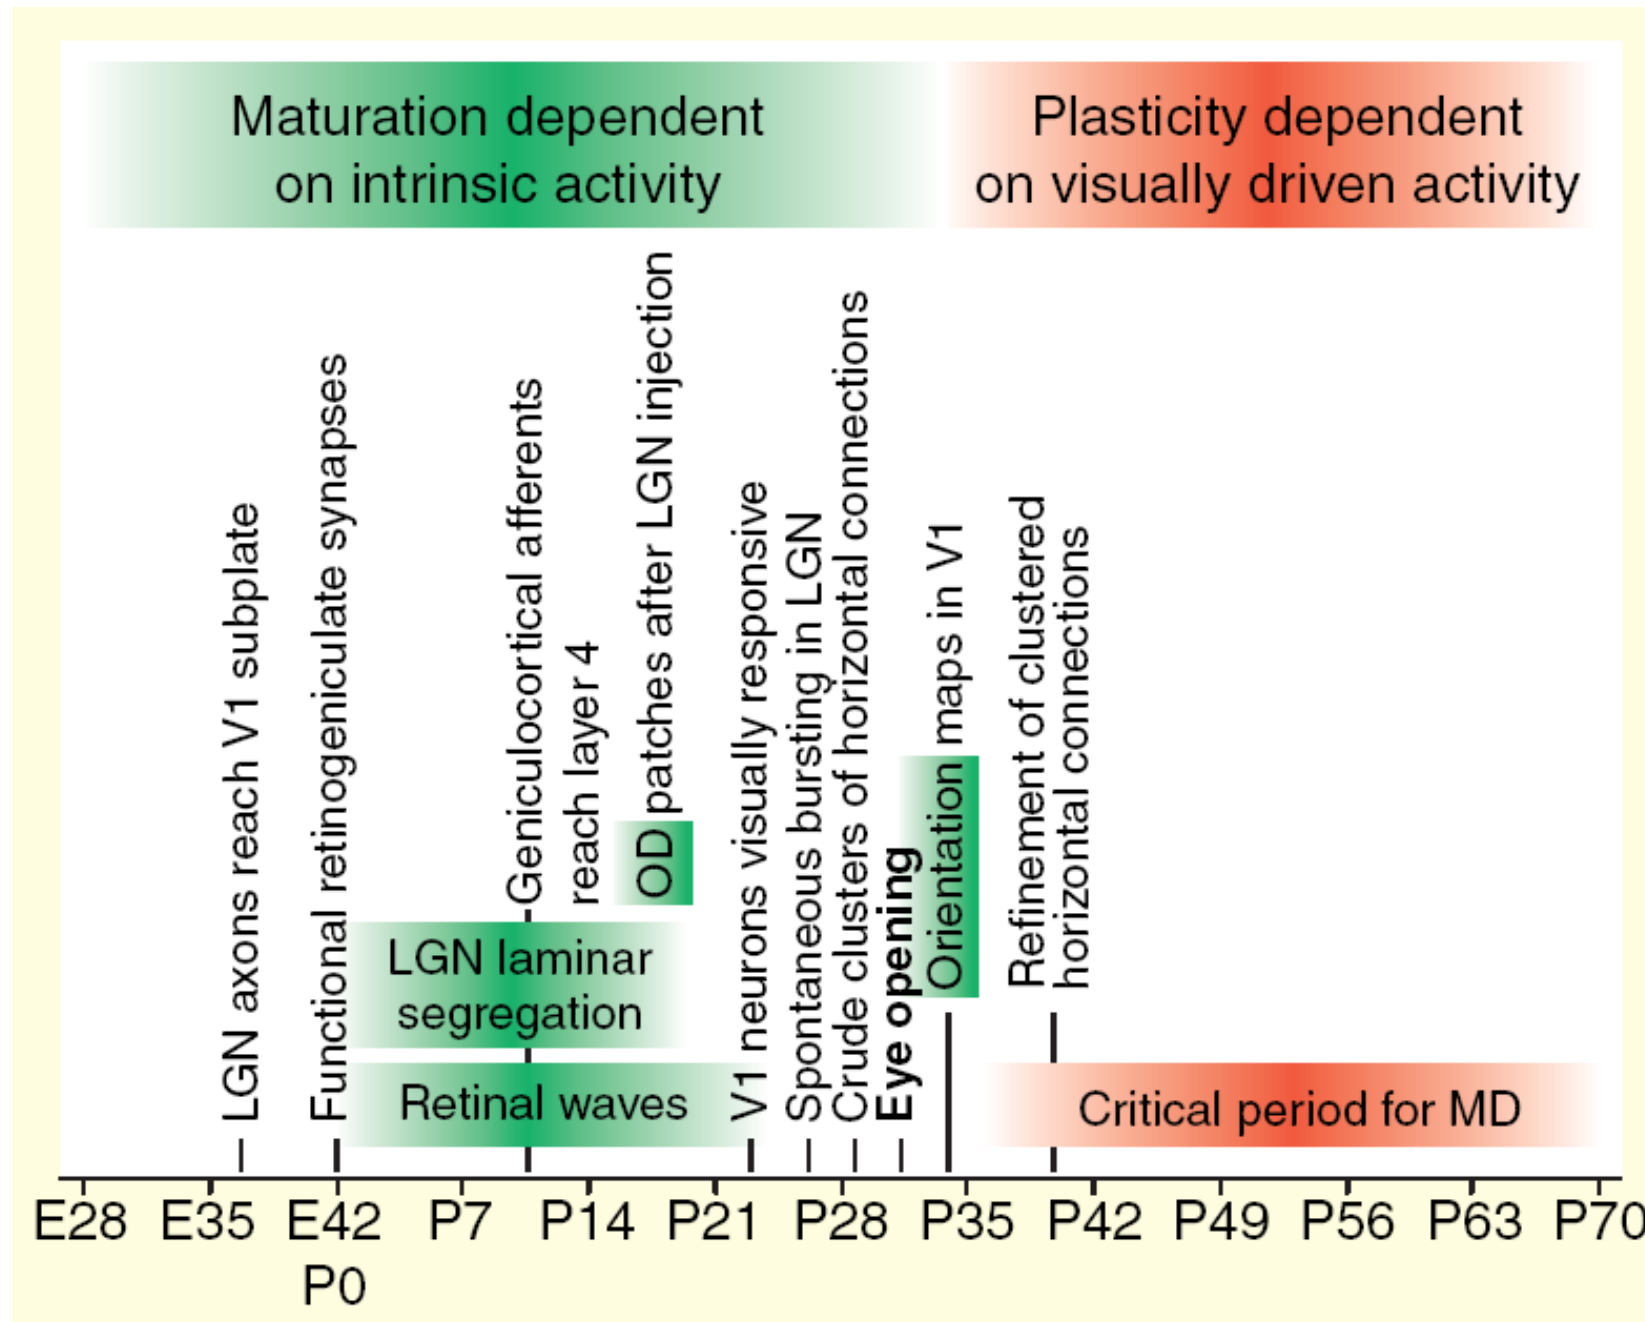 Maturation dependent
on intrinsic activity
Plasticity dependent
on visually driven activity
LGN axons reach V1 subplate
Functional retinogeniculate synapses
Geniculocortical afferents
reach layer 4
OD patches after LGN injection
V1 neurons visually responsive
Spontaneous bursting in LGN
Crude clusters of horizontal connections
Eye opening
Orientation maps in V1
Refinement of clustered
horizontal connections
LGN laminar
segregation
Retinal waves
Critical period for MD
E28 E35 E42 P7 P14 P21 P28 P35 P42 P49 P56 P63 P70
P0